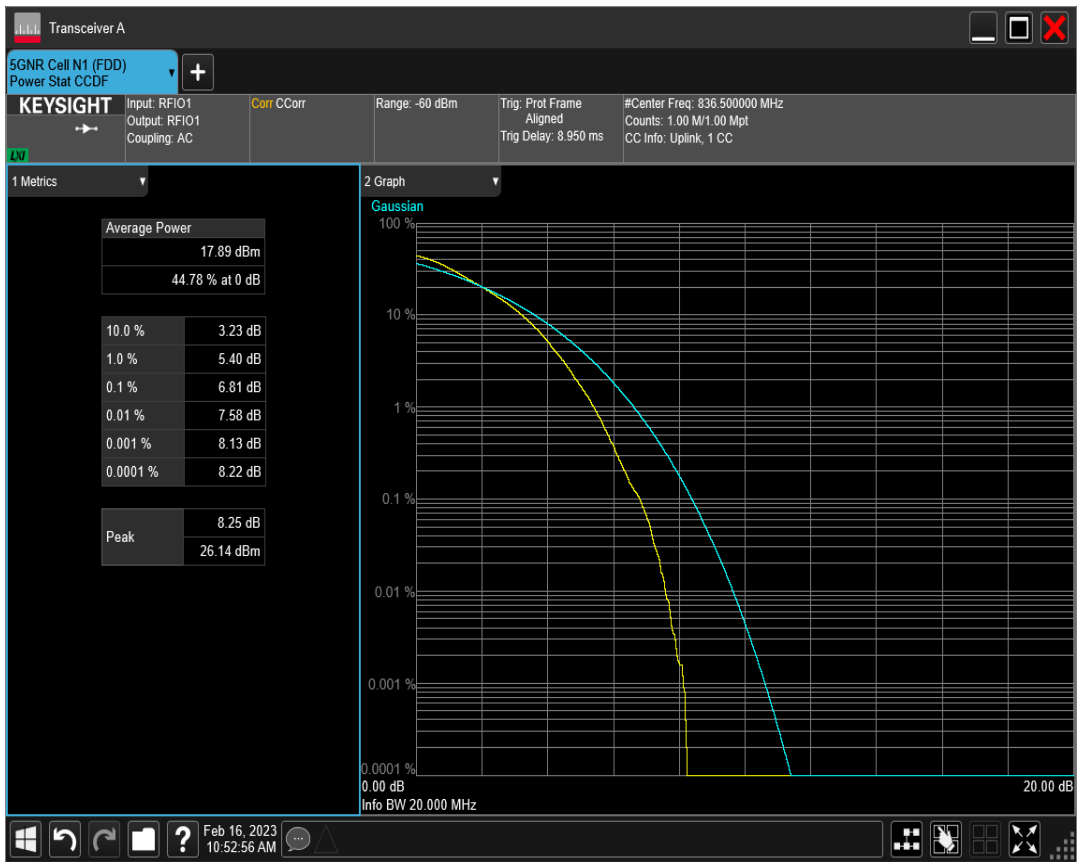 Transceiver A
5GNR Cell N1 (FDD)
Power Stat CCDF
+
KEYSIGHT
LXI
Input: RFIO1
Output: RFIO1
Coupling: AC
Corr CCorr
Range: -60 dBm
Trig: Prot Frame
Aligned
Trig Delay: 8.950 ms
#Center Freq: 836.500000 MHz
Counts: 1.00 M/1.00 Mpt
CC Info: Uplink, 1 CC
1 Metrics
Average Power
17.89 dBm
44.78 % at 0 dB
10.0 % 3.23 dB
1.0 % 5.40 dB
0.1 % 6.81 dB
0.01 % 7.58 dB
0.001 % 8.13 dB
0.0001 % 8.22 dB
Peak
8.25 dB
26.14 dBm
2 Graph
Gaussian
100 %
10 %
1 %
0.1 %
0.01 %
0.001 %
0.0001 %
0.00 dB 20.00 dB
Info BW 20.000 MHz
?
Feb 16, 2023
10:52:56 AM